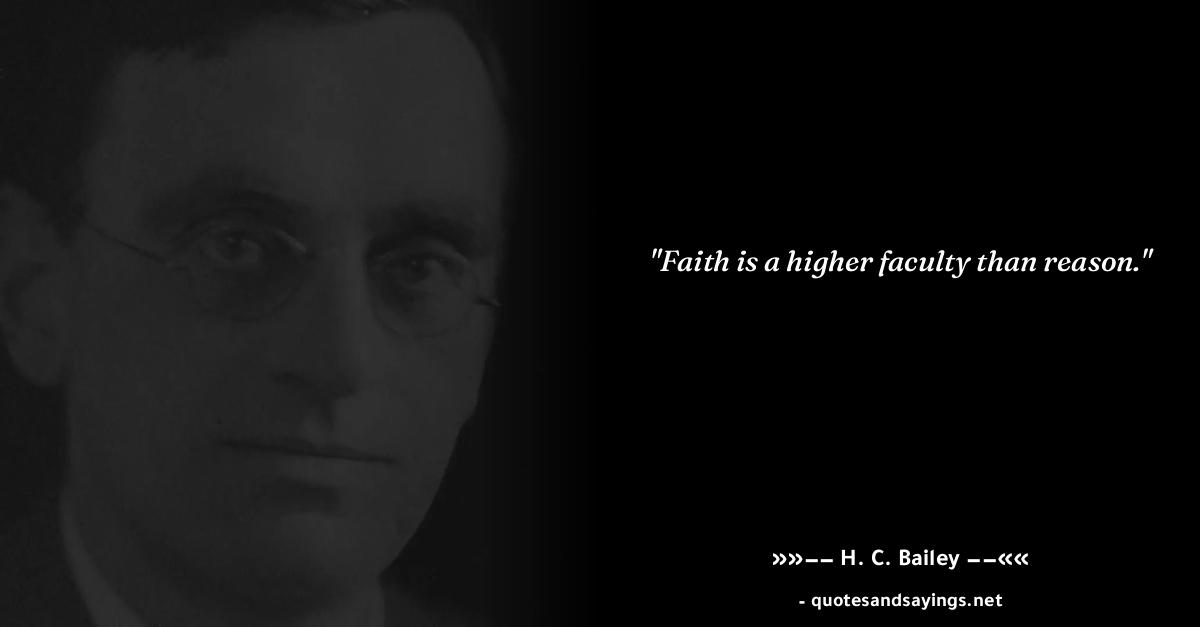 "Faith is a higher faculty than reason."
»»−− H. C. Bailey −−««
- quotesandsayings.net